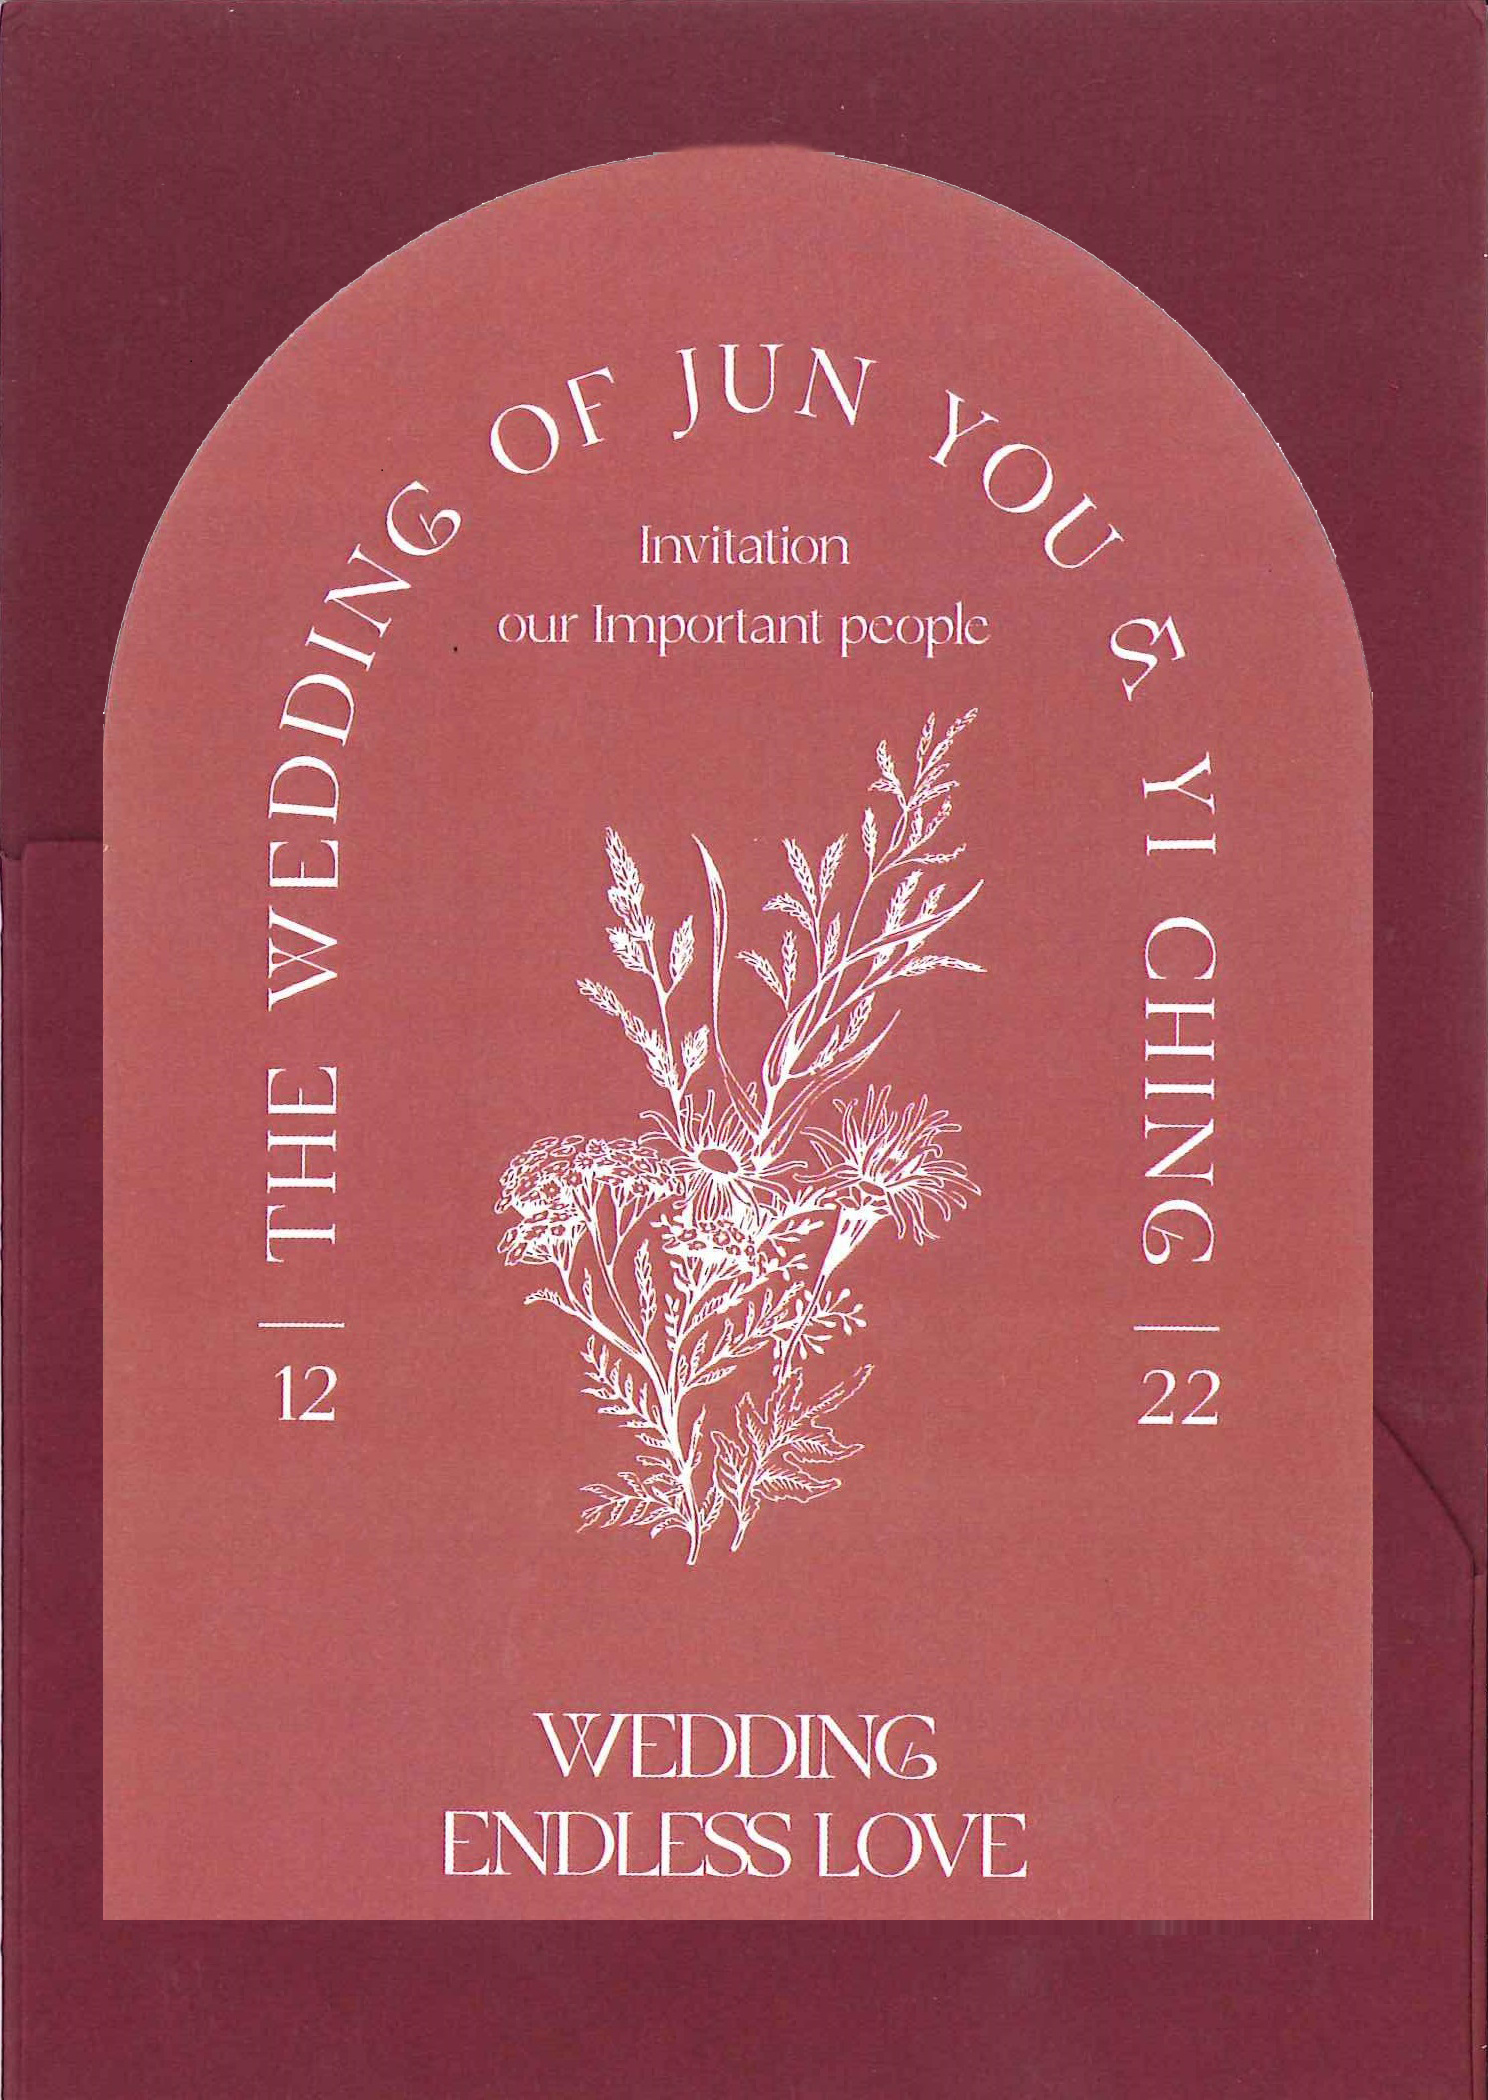 THE WEDDING OF JUN YOU & YI CHING
Invitation
our Important people
12
22
WEDDING
ENDLESS LOVE